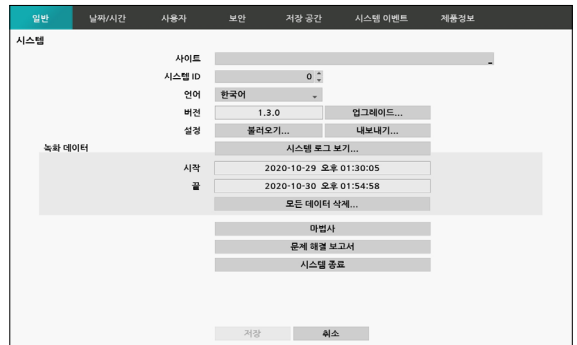 일반 날짜/시간 사용자 보안 저장 공간 시스템 이벤트 제품정보
시스템
사이트
시스템 ID 0
언어 한국어
버전 1.3.0 업그레이드...
설정 불러오기... 내보내기...
시스템 로그 보기...
녹화 데이터
시작 2020-10-29 오후 01:30:05
끝 2020-10-30 오후 01:54:58
모든 데이터 삭제...
마법사
문제 해결 보고서
시스템 종료
저장 취소